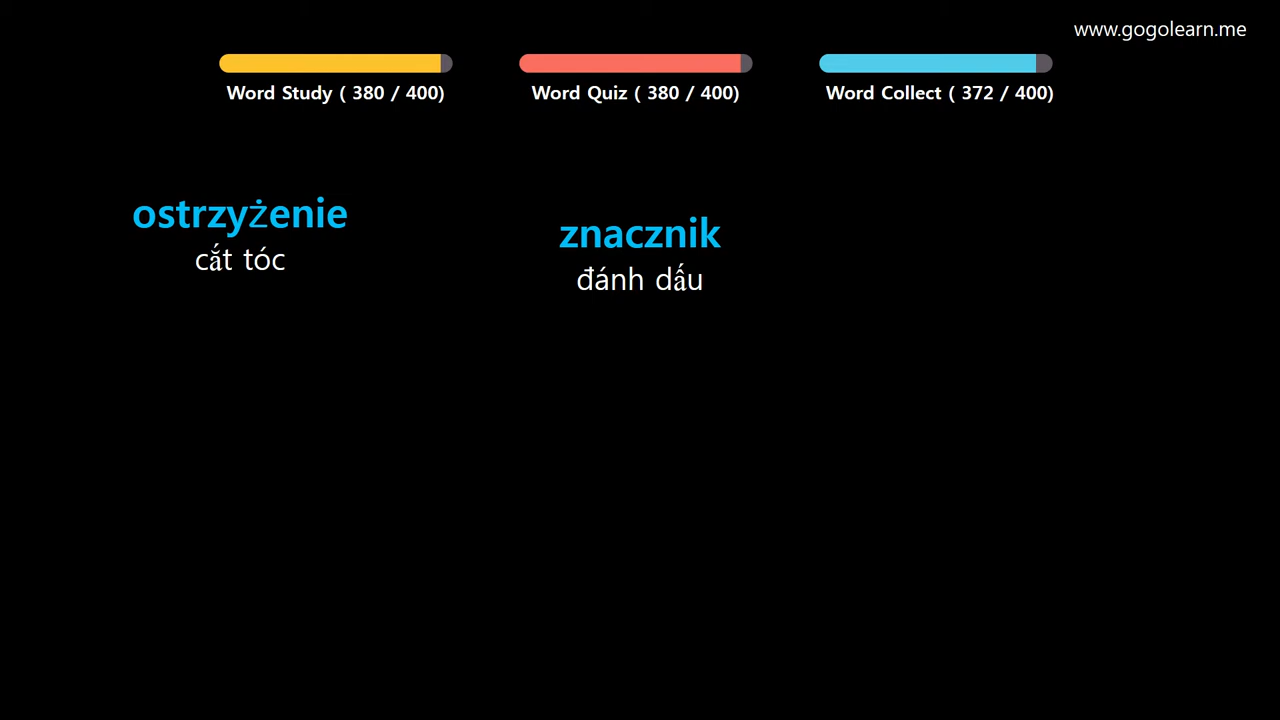 www.gogolearn.me
Word Study ( 380 / 400)
Word Quiz ( 380 / 400)
Word Collect ( 372 / 400)
ostrzyżenie
cắt tóc
znacznik
đánh dấu